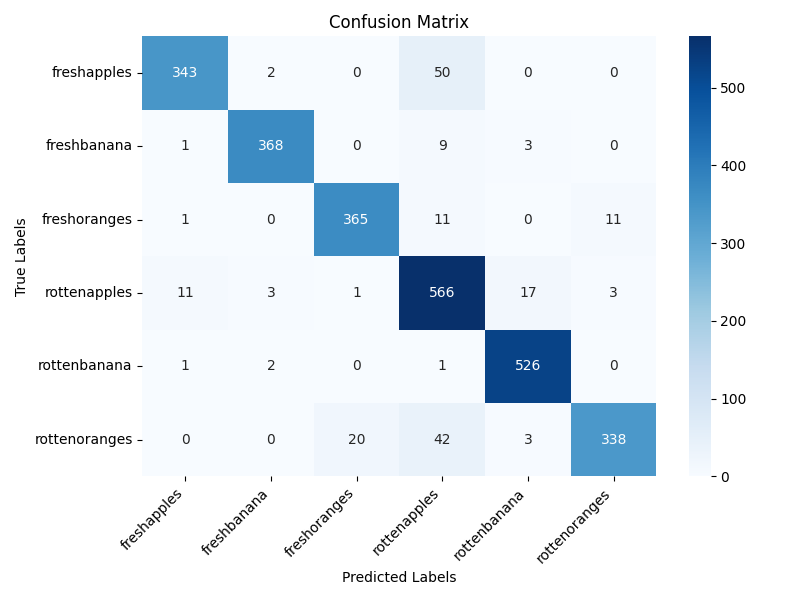 Confusion Matrix
freshapples 343 2 0 50 0 0
freshbanana 1 368 0 9 3 0
freshoranges 1 0 365 11 0 11
rottenapples 11 3 1 566 17 3
rottenbanana 1 2 0 1 526 0
rottenoranges 0 0 20 42 3 338
True Labels
freshapples freshbanana freshoranges rottenapples rottenbanana rottenoranges
Predicted Labels
500
400
300
200
100
0